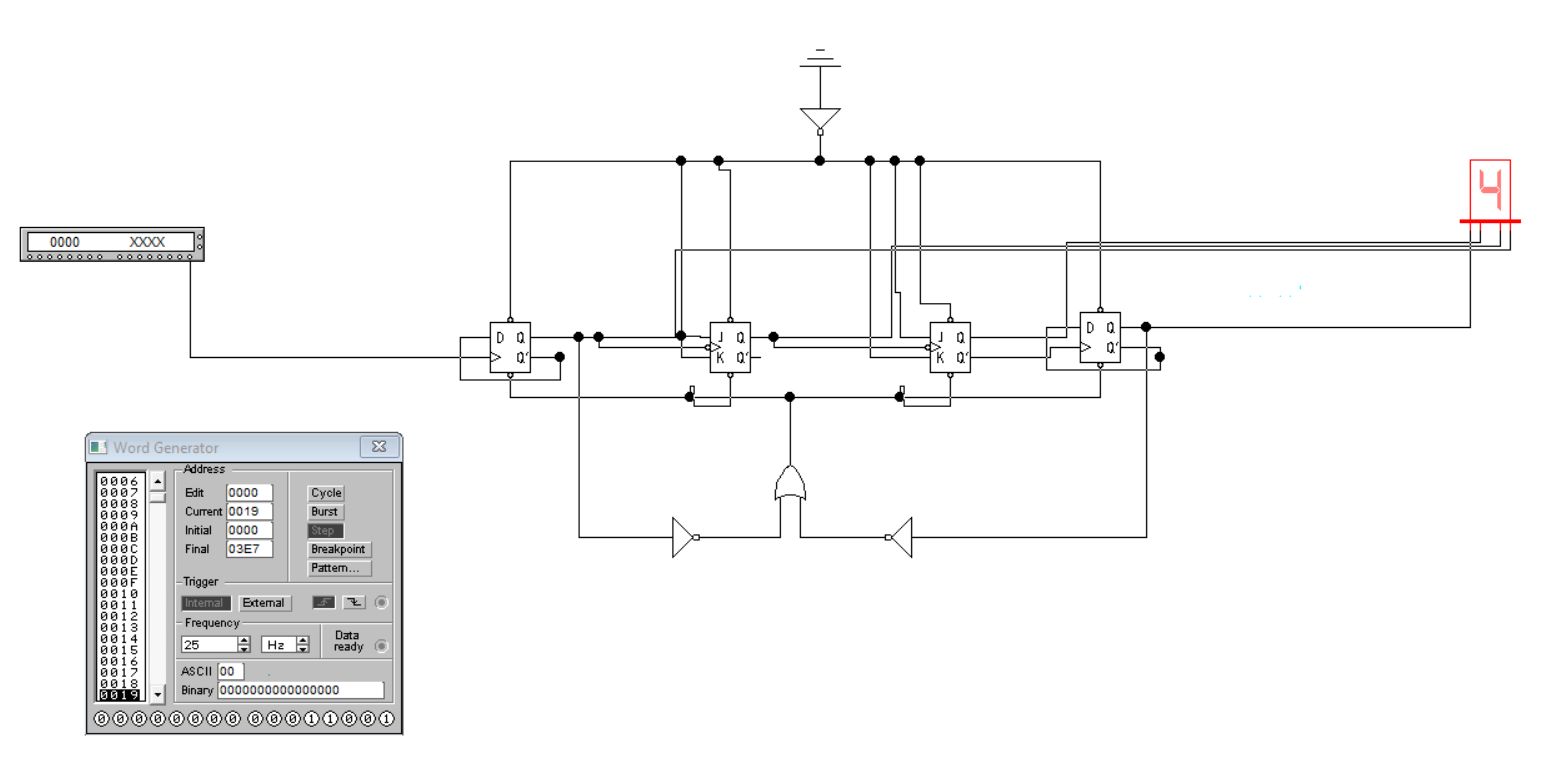 4
0000 XXXX
D Q
Q'
J Q
K Q'
J Q
K Q'
D Q
Q'
Word Generator
0006
0007
0008
0009
000A
000B
000C
000D
000E
000F
0010
0011
0012
0013
0014
0015
0016
0017
0018
0019
Address
Edit 0000
Current 0019
Initial 0000
Final 03E7
Cycle
Burst
Step
Breakpoint
Pattern...
Trigger
Internal External
Frequency
25 Hz
Data ready
ASCII 00
Binary 0000000000000000
0 0 0 0 0 0 0 0 0 0 0 1 1 0 0 1